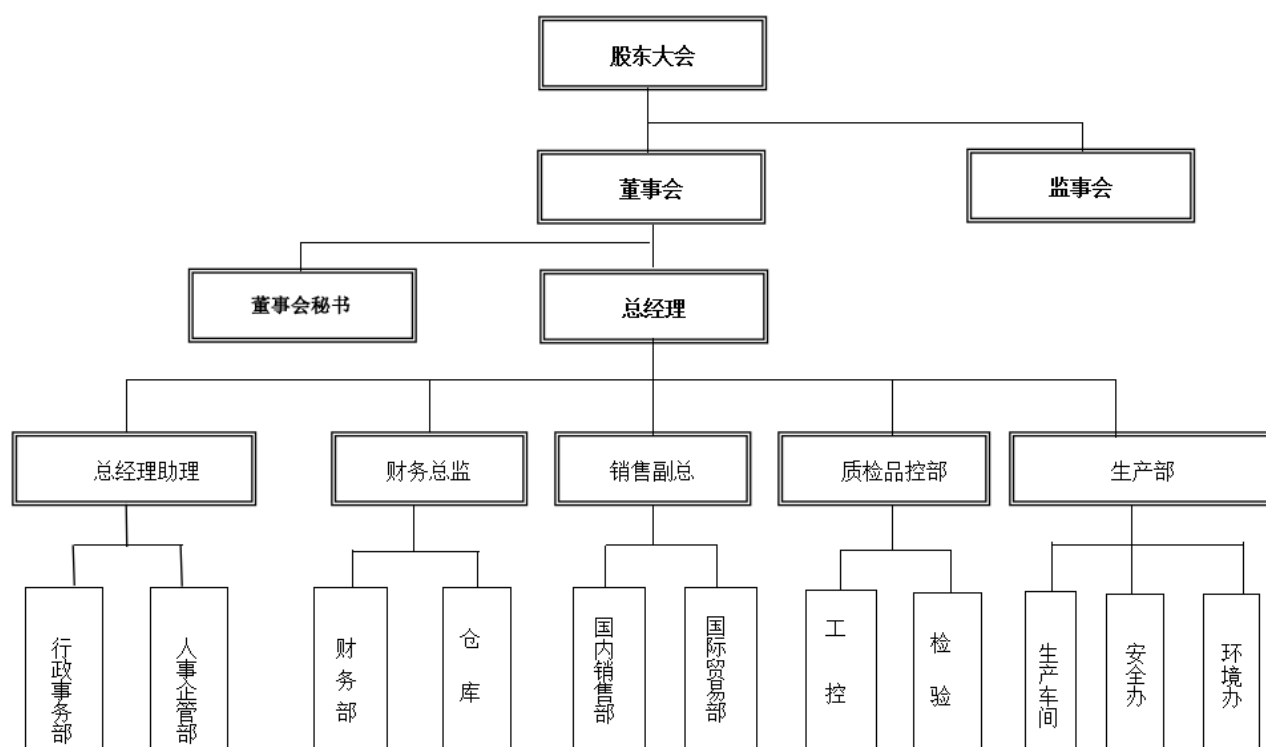 股东大会
董事会
监事会
董事会秘书
总经理
总经理助理
财务总监
销售副总
质检品控部
生产部
行政事务部
人事企管部
财务部
仓库
国内销售部
国际贸易部
工控
检验
生产车间
安全办
环境办